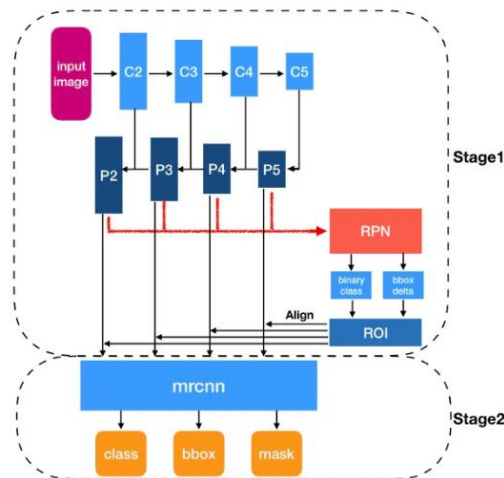 input
image
C2
C3
C4
C5
Stage1
P2
P3
P4
P5
RPN
binary
class
bbox
delta
Align
ROI
mrcnn
Stage2
class
bbox
mask